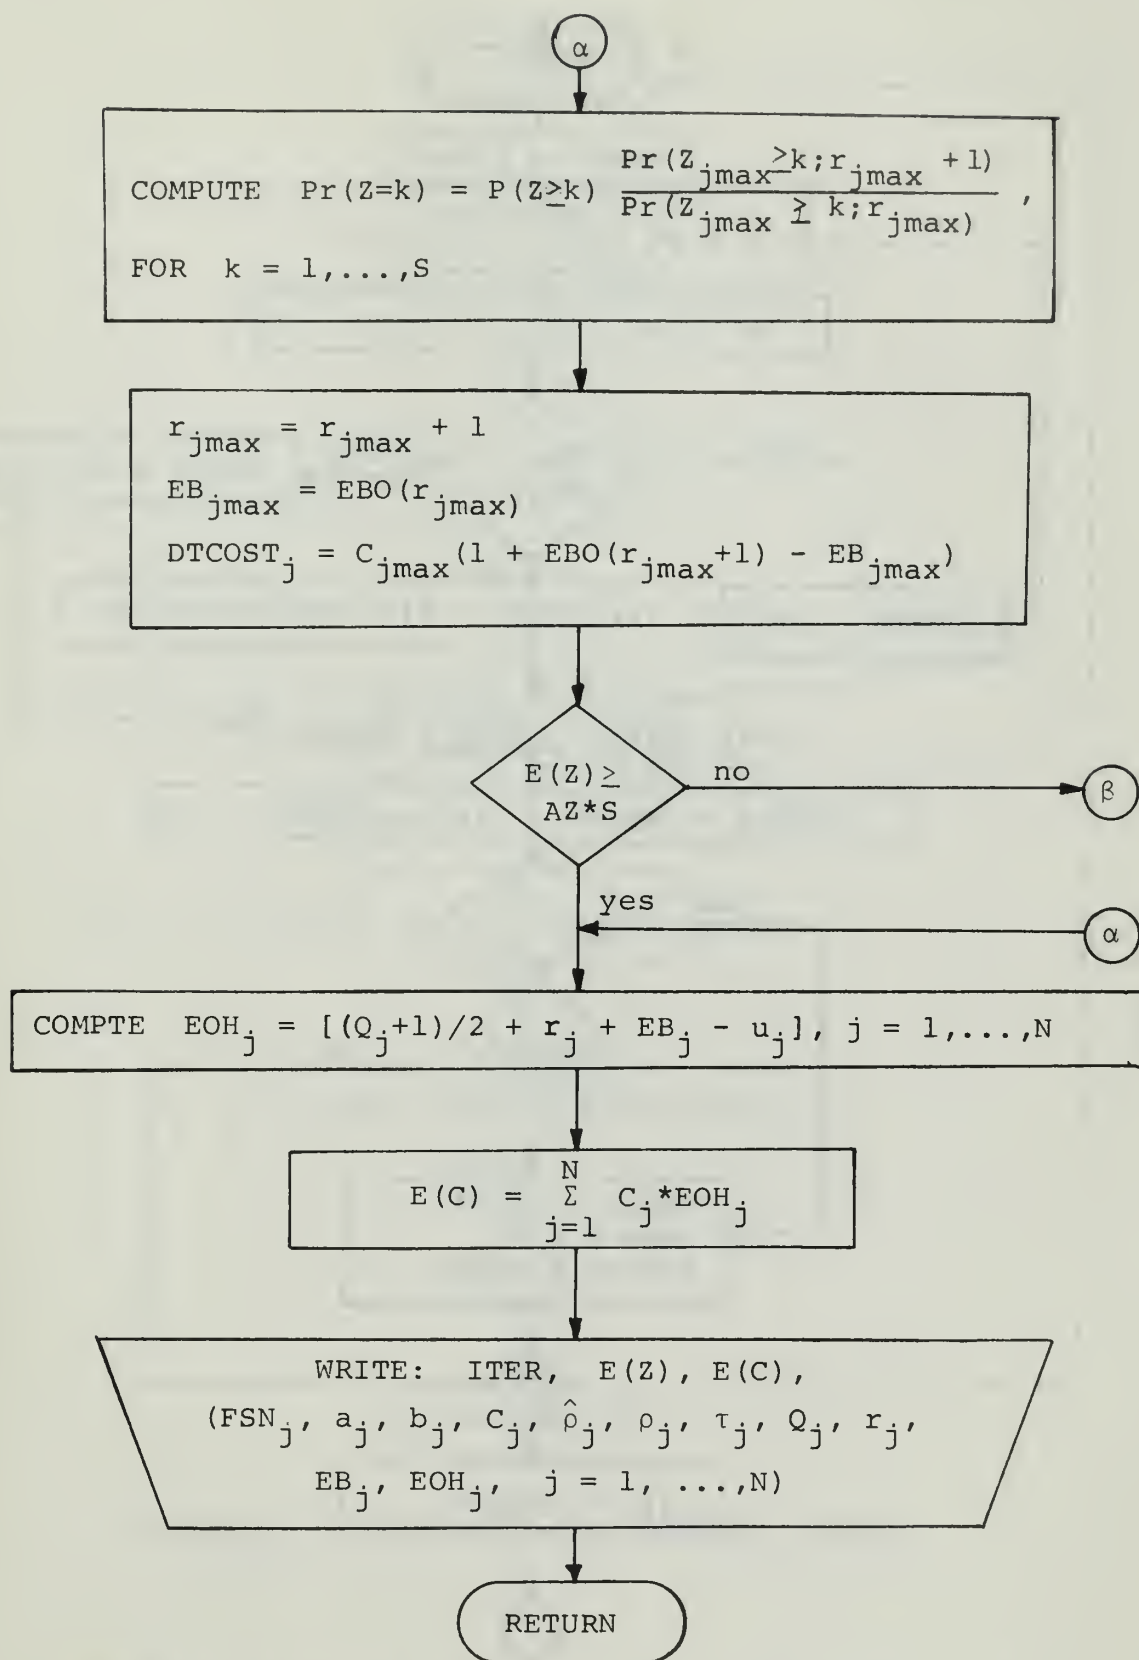 α
COMPUTE Pr(Z=k) = P(Z≥k) Pr(Z_jmax ≥k;r_jmax +1) / Pr(Z_jmax ≥ k;r_jmax) ,
FOR k = 1,...,S
r_jmax = r_jmax + 1
EB_jmax = EBO(r_jmax)
DTCOST_j = C_jmax(1 + EBO(r_jmax+1) - EB_jmax)
E(Z)≥
AZ*S
no
β
yes
α
COMPTE EOH_j = [(Q_j+1)/2 + r_j + EB_j - u_j], j = 1,...,N
E(C) = Σ_{j=1}^{N} C_j*EOH_j
WRITE: ITER, E(Z), E(C),
(FSN_j, a_j, b_j, C_j, ρ̂_j, ρ_j, τ_j, Q_j, r_j,
EB_j, EOH_j, j = 1, ...,N)
RETURN